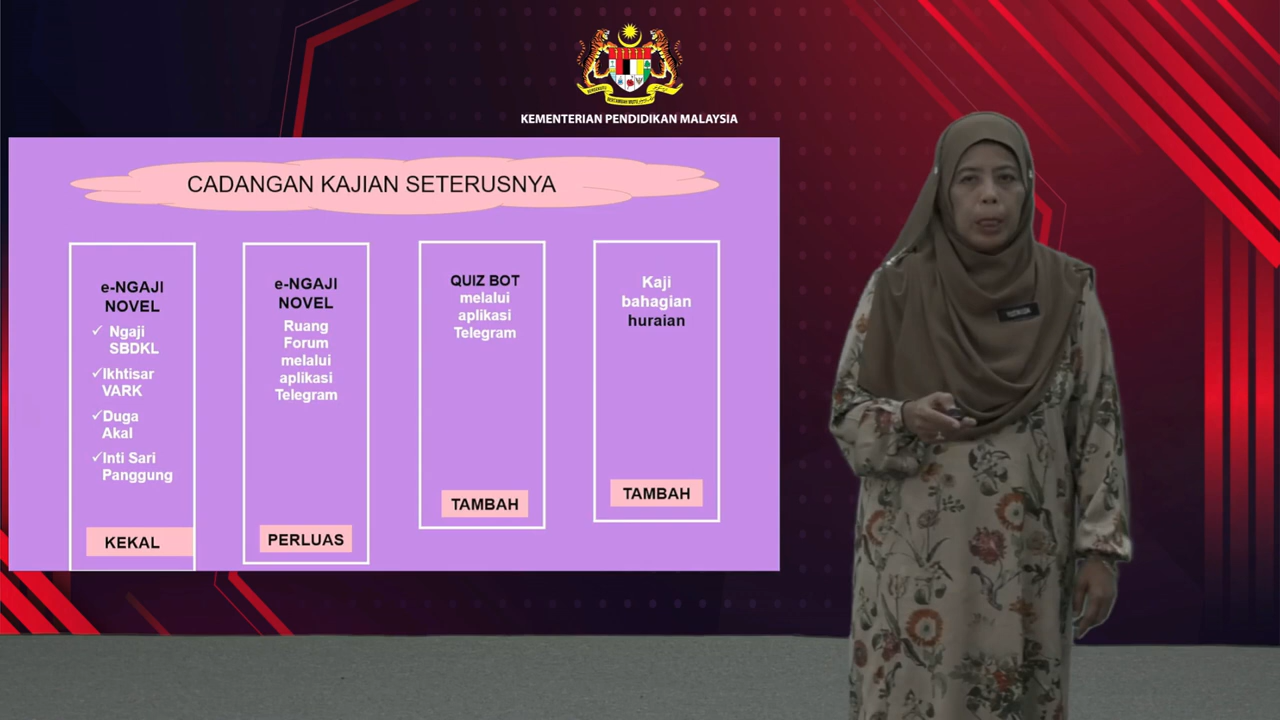 KEMENTERIAN PENDIDIKAN MALAYSIA
CADANGAN KAJIAN SETERUSNYA
e-NGAJI
NOVEL
✓ Ngaji
SBDKL
✓Ikhtisar
VARK
✓Duga
Akal
✓Inti Sari
Panggung
KEKAL
e-NGAJI
NOVEL
Ruang
Forum
melalui
aplikasi
Telegram
PERLUAS
QUIZ BOT
melalui
aplikasi
Telegram
TAMBAH
Kaji
bahagian
huraian
TAMBAH